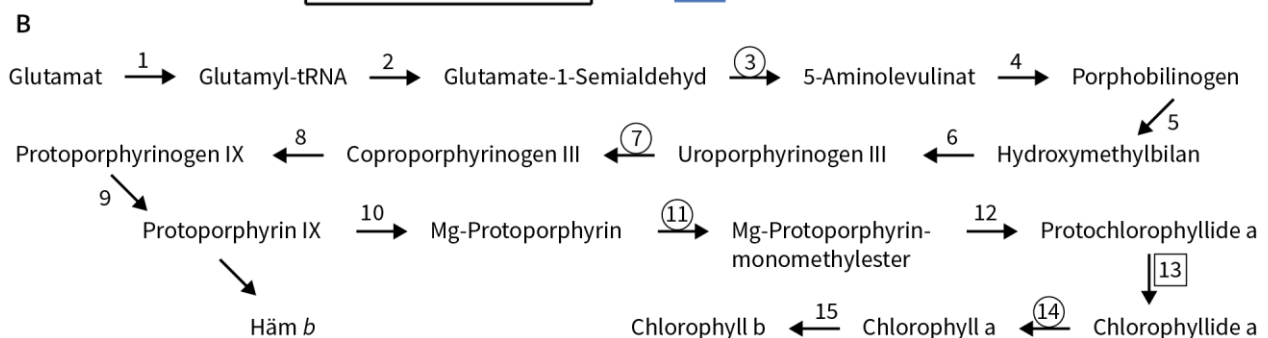 B
Glutamat 1 Glutamyl-tRNA 2 Glutamate-1-Semialdehyd 3 5-Aminolevulinat 4 Porphobilinogen
5
Protoporphyrinogen IX 8 Coproporphyrinogen III 7 Uroporphyrinogen III 6 Hydroxymethylbilan
9
Protoporphyrin IX 10 Mg-Protoporphyrin 11 Mg-Protoporphyrin- 12 Protochlorophyllide a
monomethylester
13
Häm b Chlorophyll b 15 Chlorophyll a 14 Chlorophyllide a